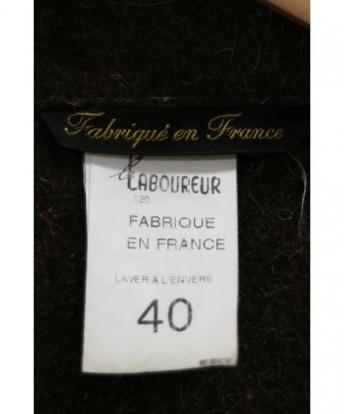 Fabriqué en France
Le
LABOUREUR
120
FABRIQUE
EN FRANCE
LAVER A L'ENVERS
40